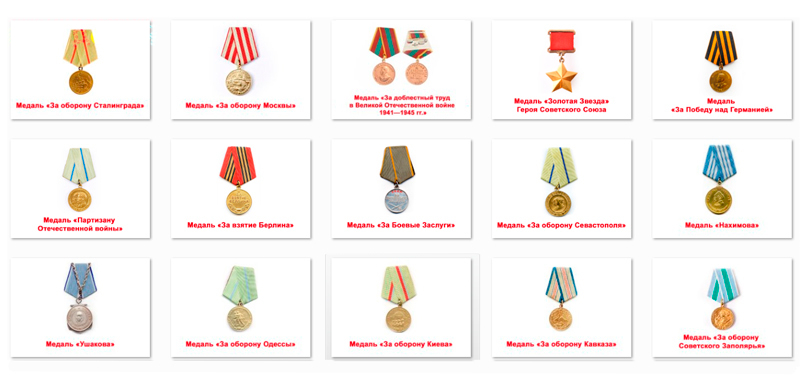 Медаль «За оборону Сталинграда»
Медаль «За оборону Москвы»
Медаль «За доблестный труд
в Великой Отечественной войне
1941—1945 гг.»
Медаль «Золотая Звезда»
Героя Советского Союза
Медаль
«За Победу над Германией»
Медаль «Партизану
Отечественной войны»
Медаль «За взятие Берлина»
Медаль «За Боевые Заслуги»
Медаль «За оборону Севастополя»
Медаль «Нахимова»
Медаль «Ушакова»
Медаль «За оборону Одессы»
Медаль «За оборону Киева»
Медаль «За оборону Кавказа»
Медаль «За оборону
Советского Заполярья»